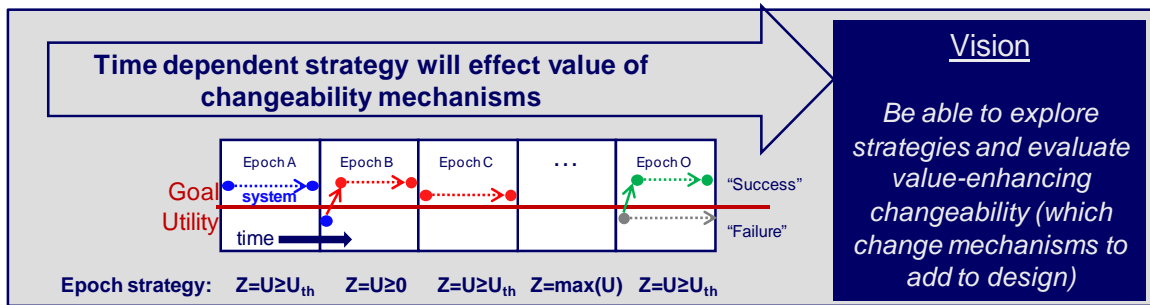 Time dependent strategy will effect value of
changeability mechanisms
Epoch A
Epoch B
Epoch C
...
Epoch O
system
Goal
Utility
time
"Success"
"Failure"
Epoch strategy: Z=U≥Uth Z=U≥0 Z=U≥Uth Z=max(U) Z=U≥Uth
Vision
Be able to explore
strategies and evaluate
value-enhancing
changeability (which
change mechanisms to
add to design)